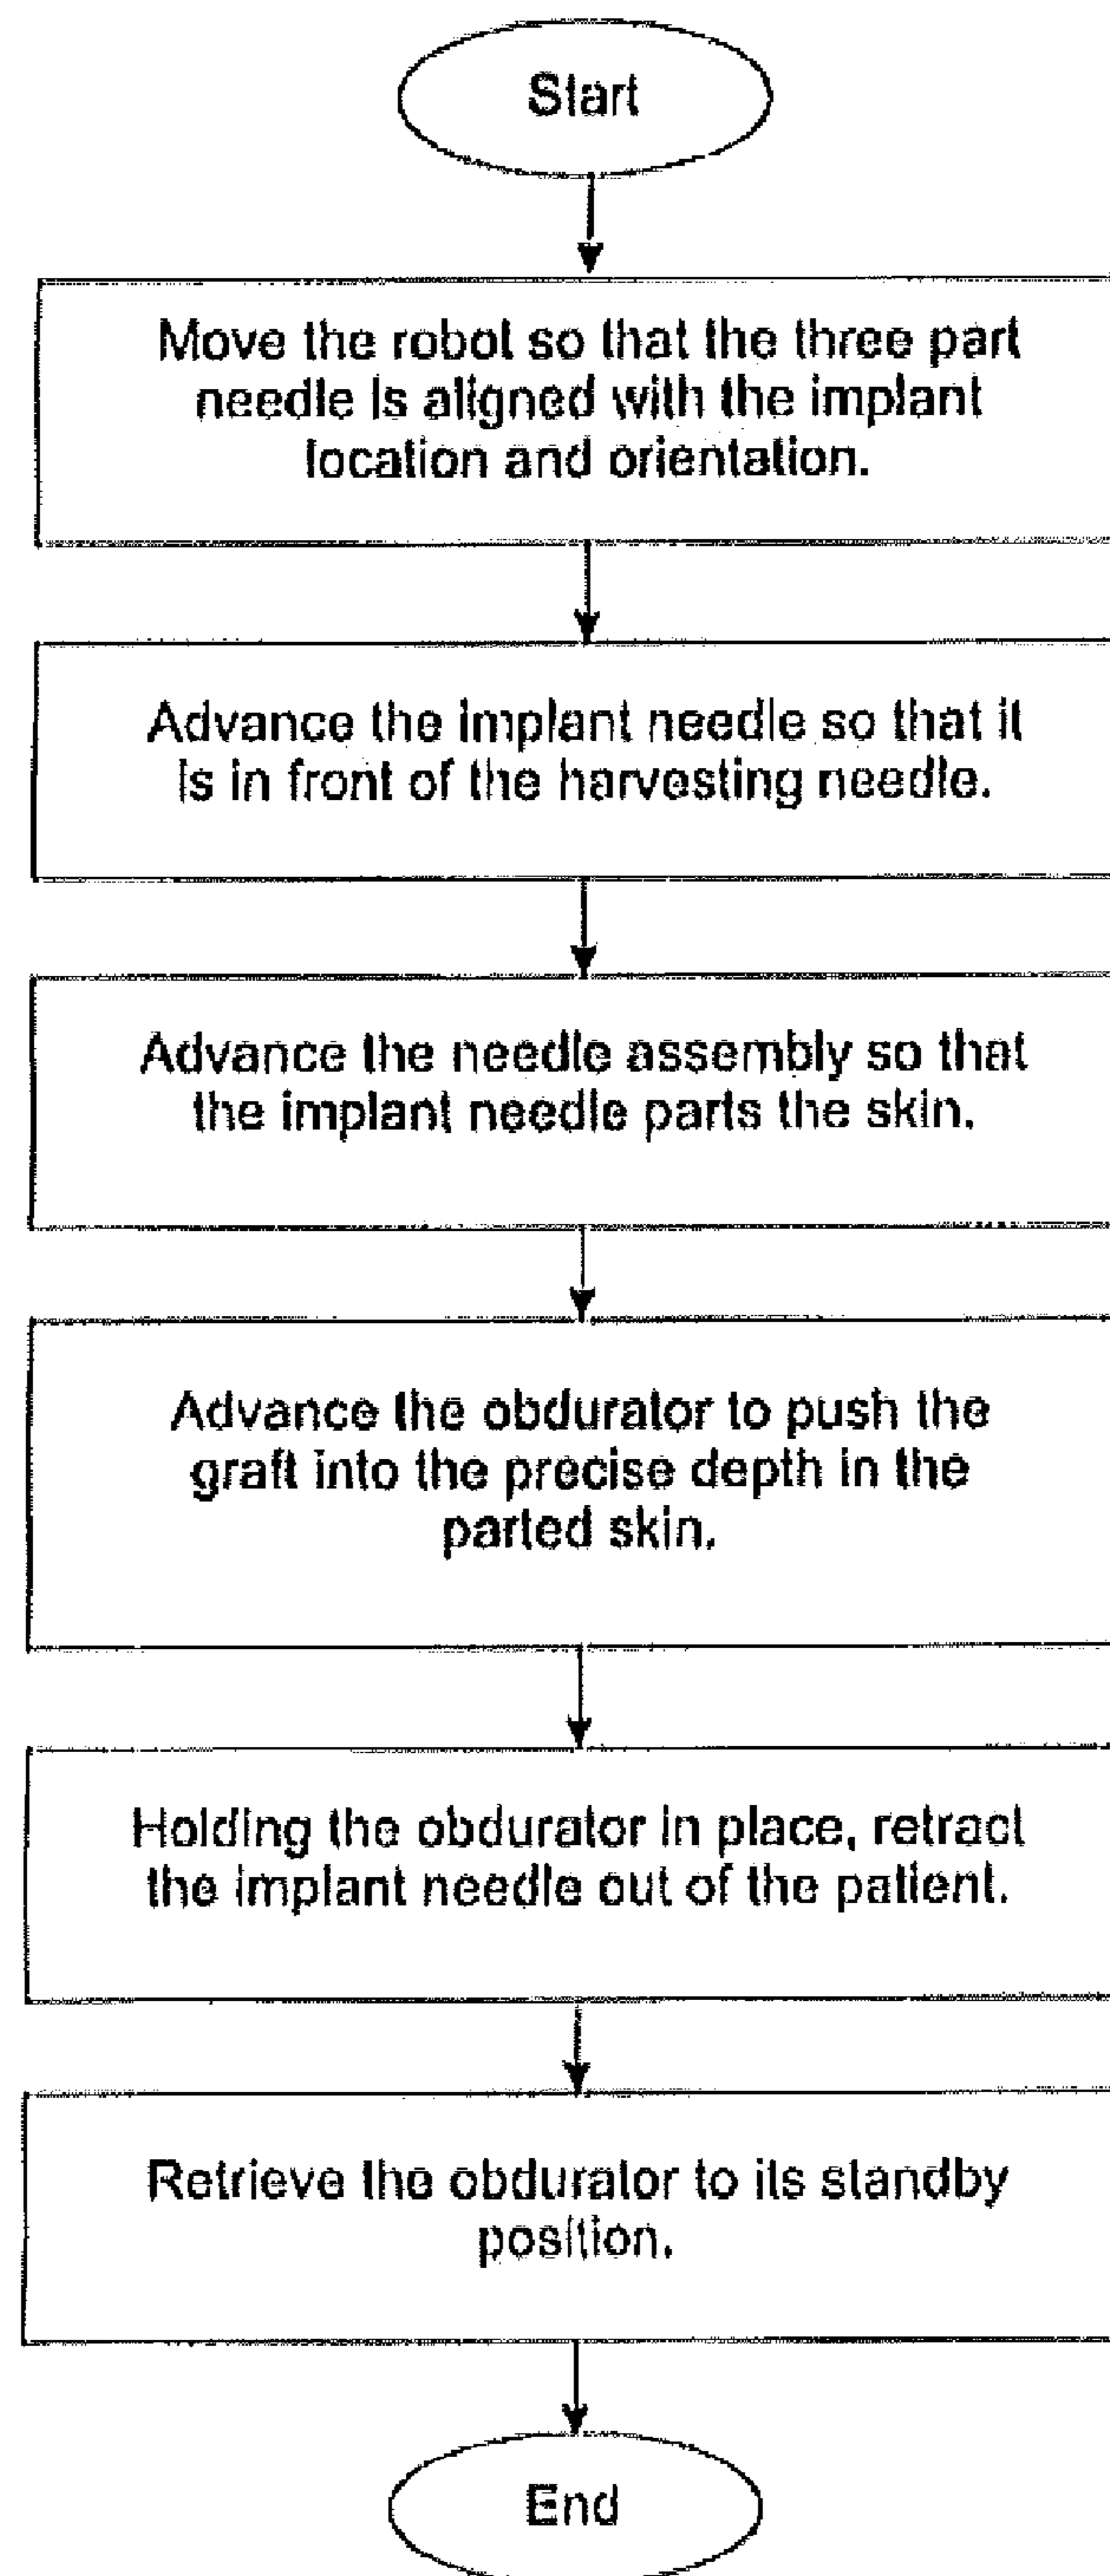 Start
Move the robot so that the three part
needle is aligned with the implant
location and orientation.
Advance the implant needle so that it
is in front of the harvesting needle.
Advance the needle assembly so that
the implant needle parts the skin.
Advance the obdurator to push the
graft into the precise depth in the
parted skin.
Holding the obdurator in place, retract
the implant needle out of the patient.
Retrieve the obdurator to its standby
position.
End